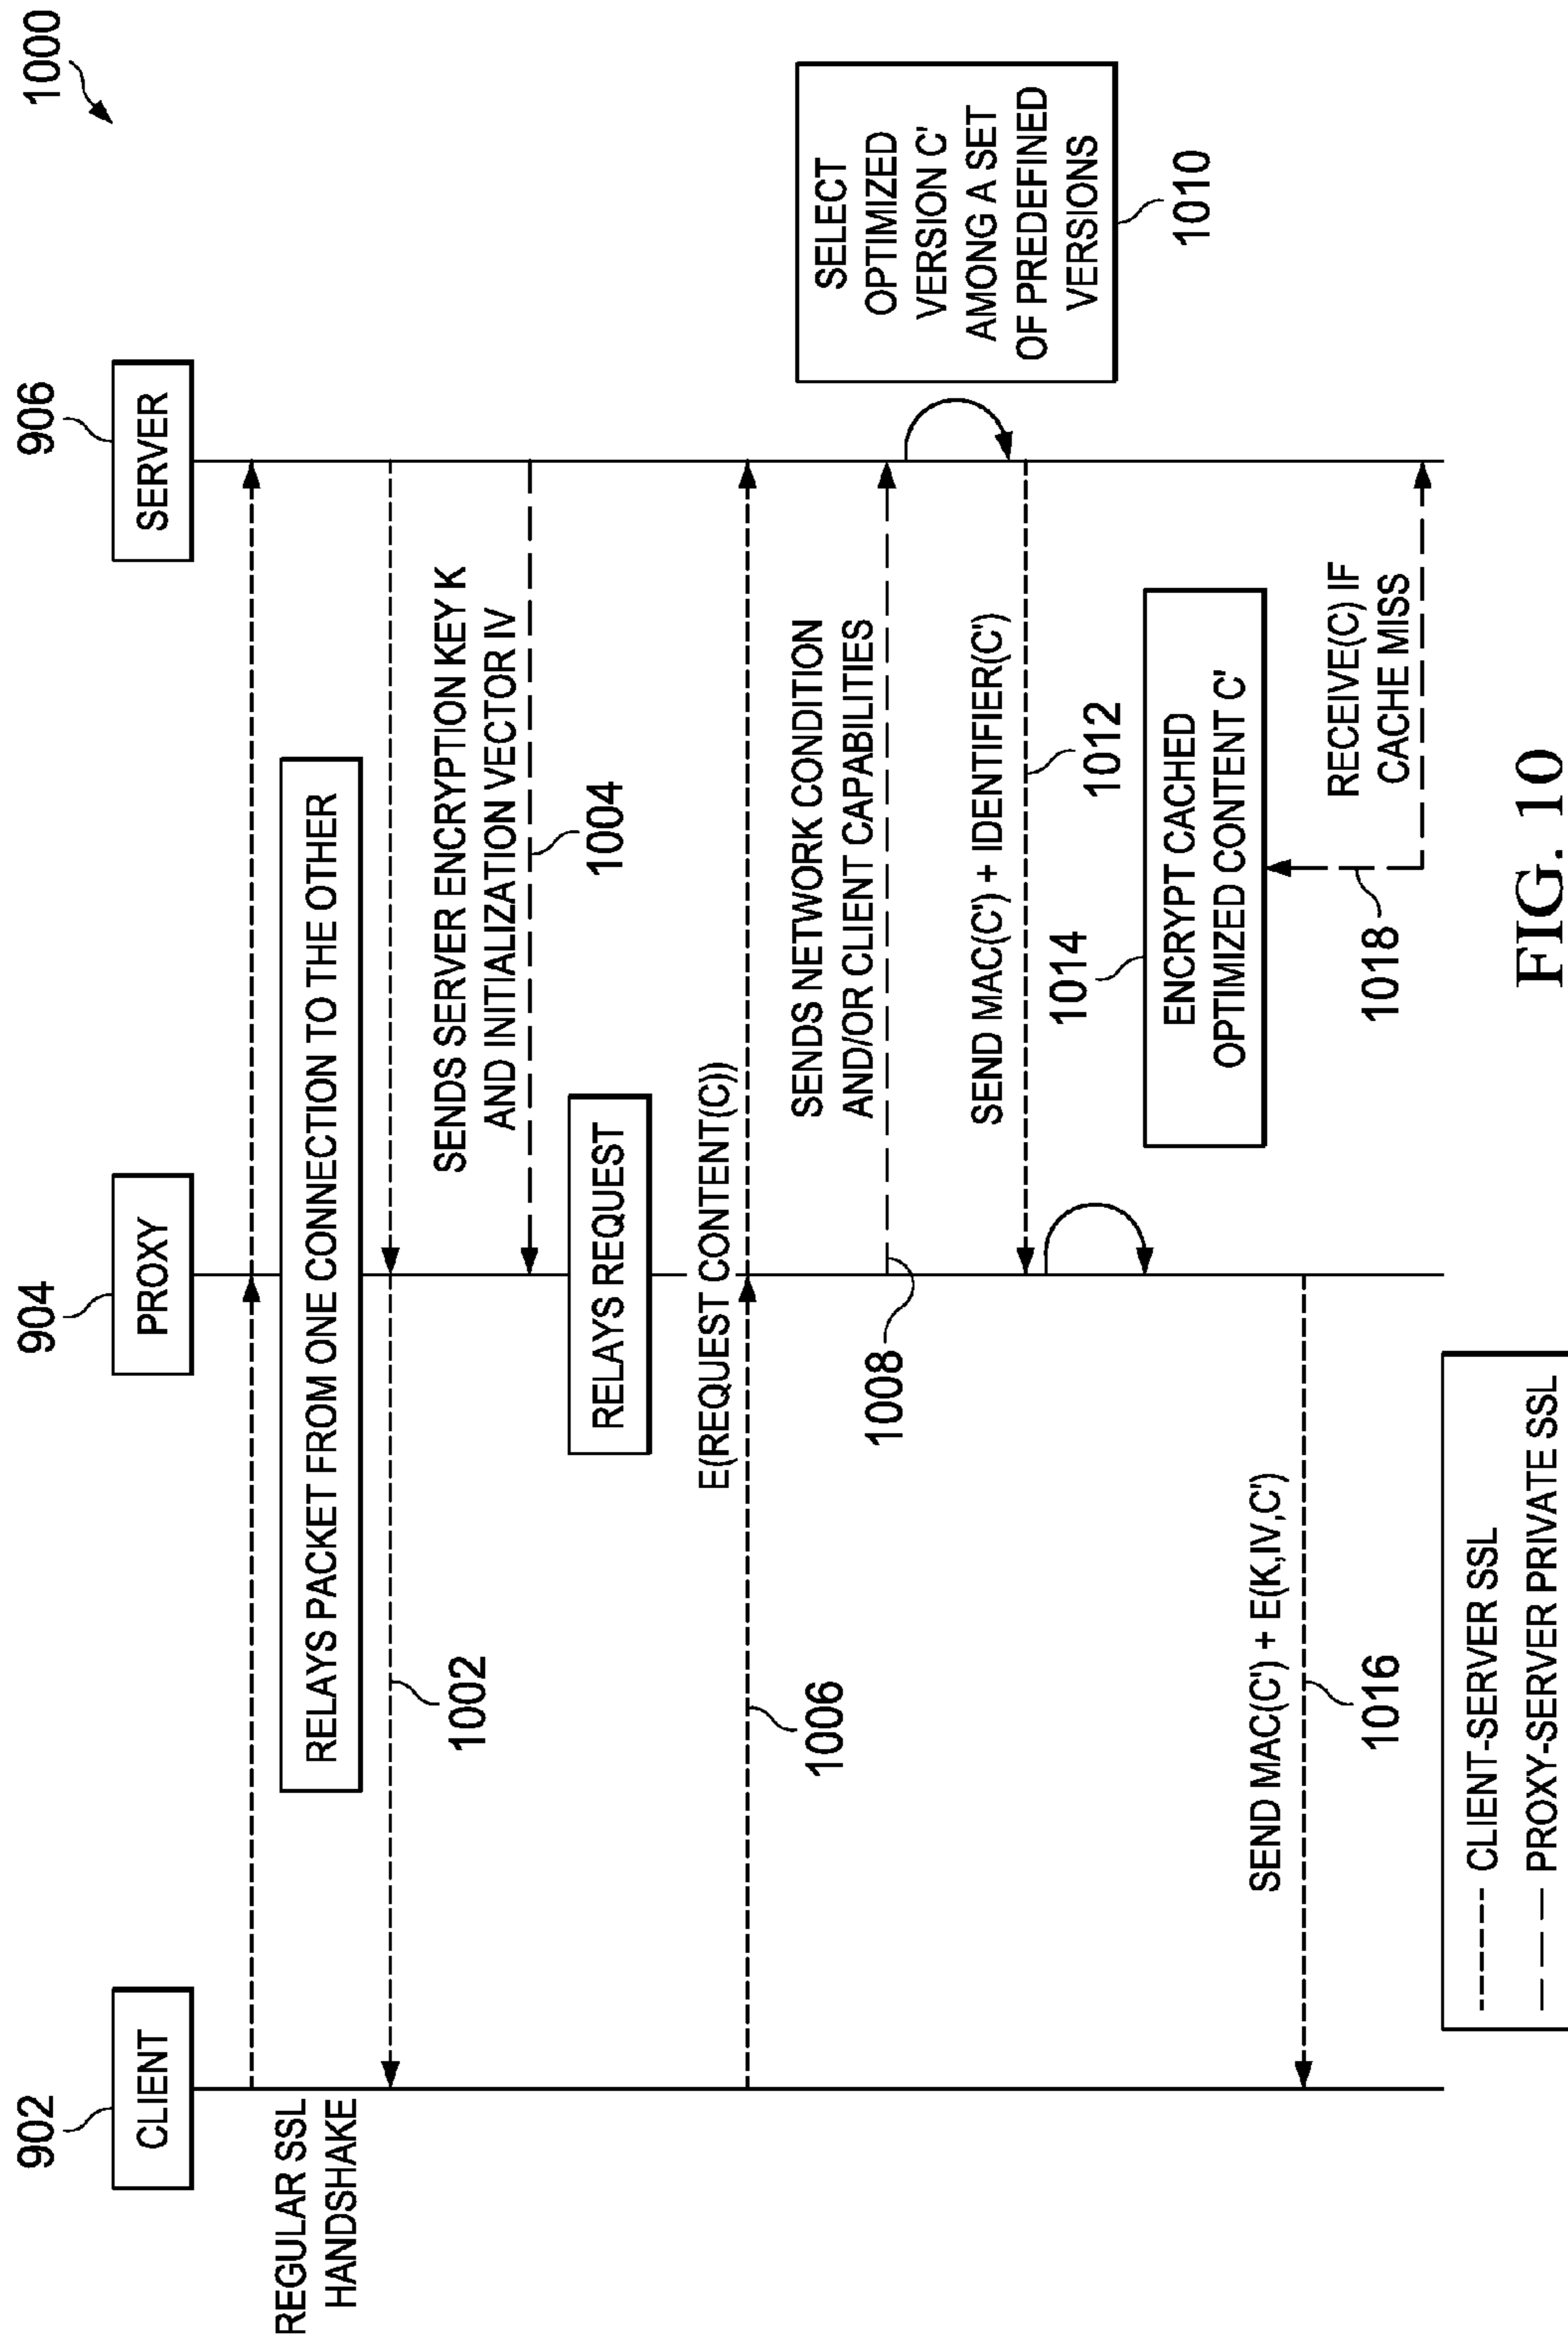 1000
902
904
906
CLIENT
PROXY
SERVER
REGULAR SSL
HANDSHAKE
RELAYS PACKET FROM ONE CONNECTION TO THE OTHER
1002
SENDS SERVER ENCRYPTION KEY K
AND INITIALIZATION VECTOR IV
1004
RELAYS REQUEST
E(REQUEST CONTENT(C))
1006
SENDS NETWORK CONDITION
AND/OR CLIENT CAPABILITIES
1008
SELECT
OPTIMIZED
VERSION C'
AMONG A SET
OF PREDEFINED
VERSIONS
1010
SEND MAC(C') + IDENTIFIER(C')
1012
1014
ENCRYPT CACHED
OPTIMIZED CONTENT C'
SEND MAC(C') + E(K,IV,C')
1016
RECEIVE(C) IF
CACHE MISS
1018
CLIENT-SERVER SSL
PROXY-SERVER PRIVATE SSL
FIG. 10